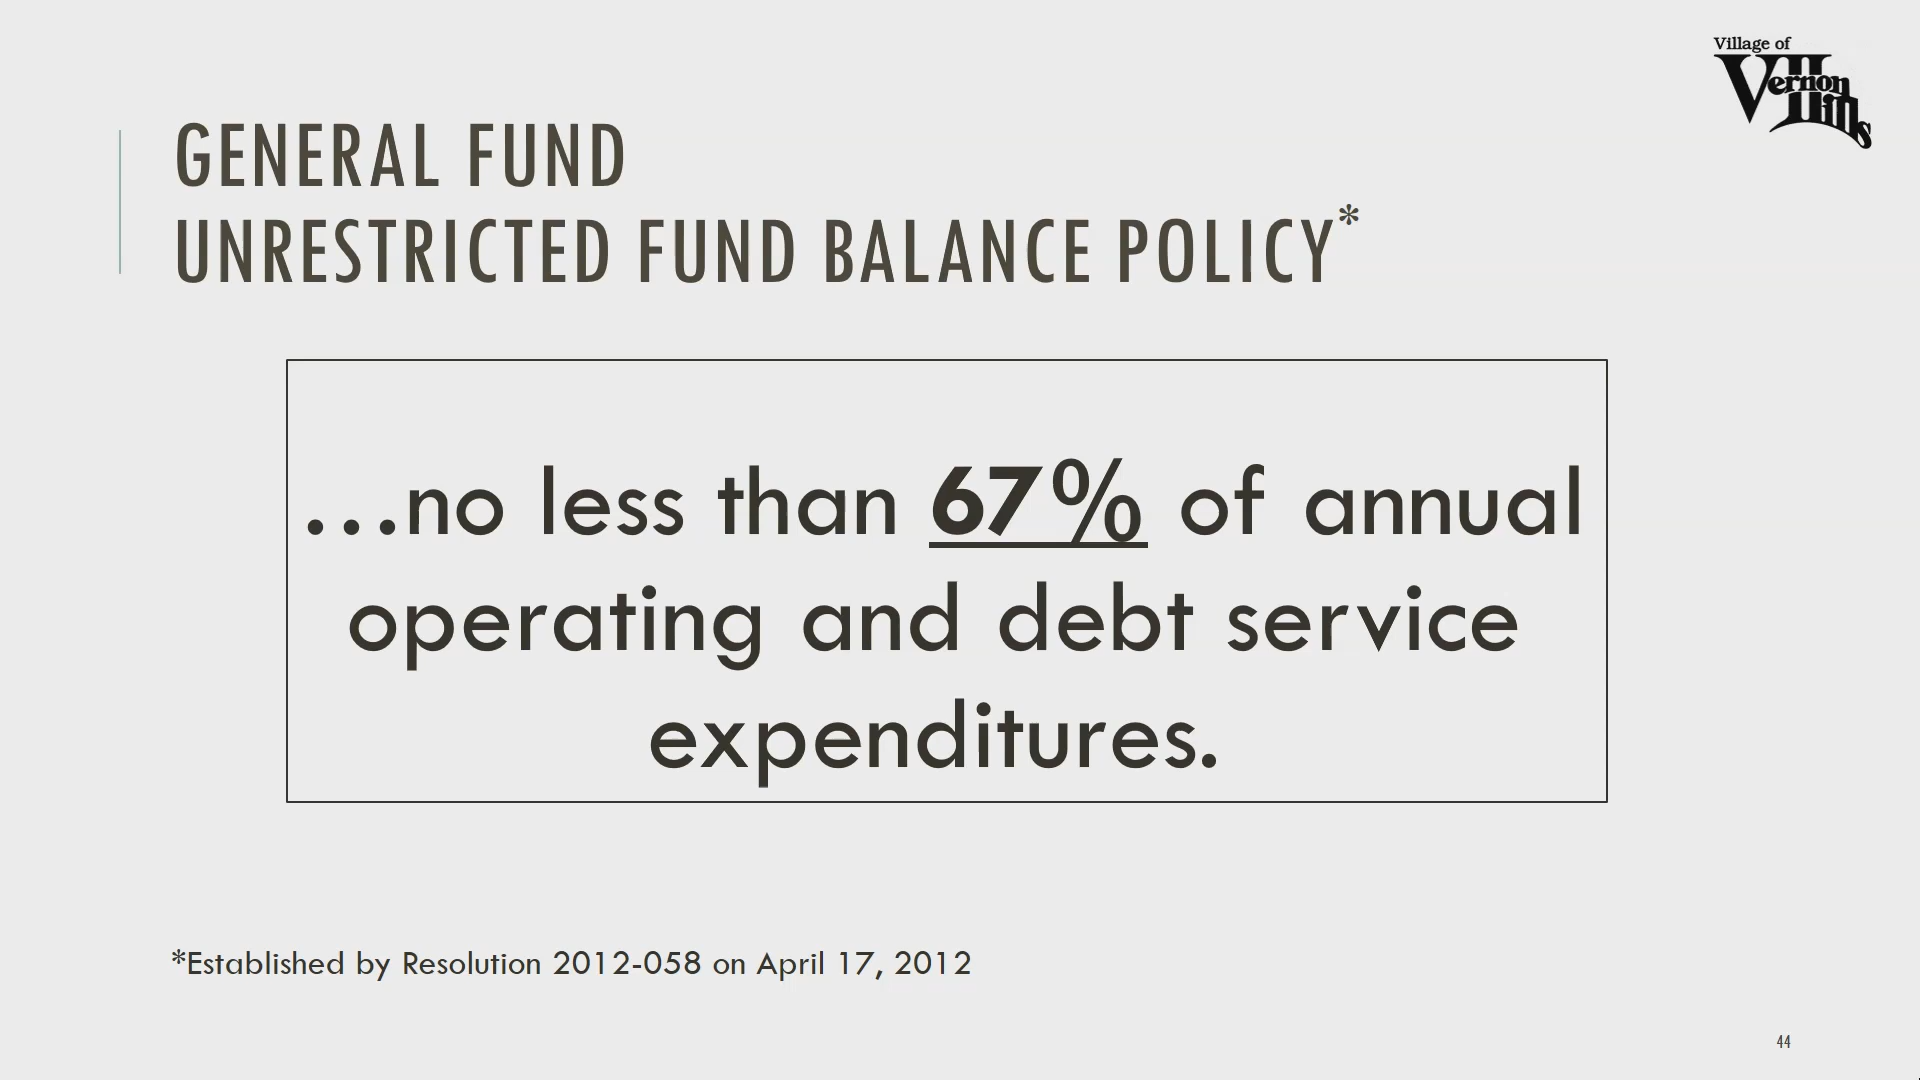 Village of
Vernon
Hills
GENERAL FUND
UNRESTRICTED FUND BALANCE POLICY*
...no less than 67% of annual
operating and debt service
expenditures.
*Established by Resolution 2012-058 on April 17, 2012
44